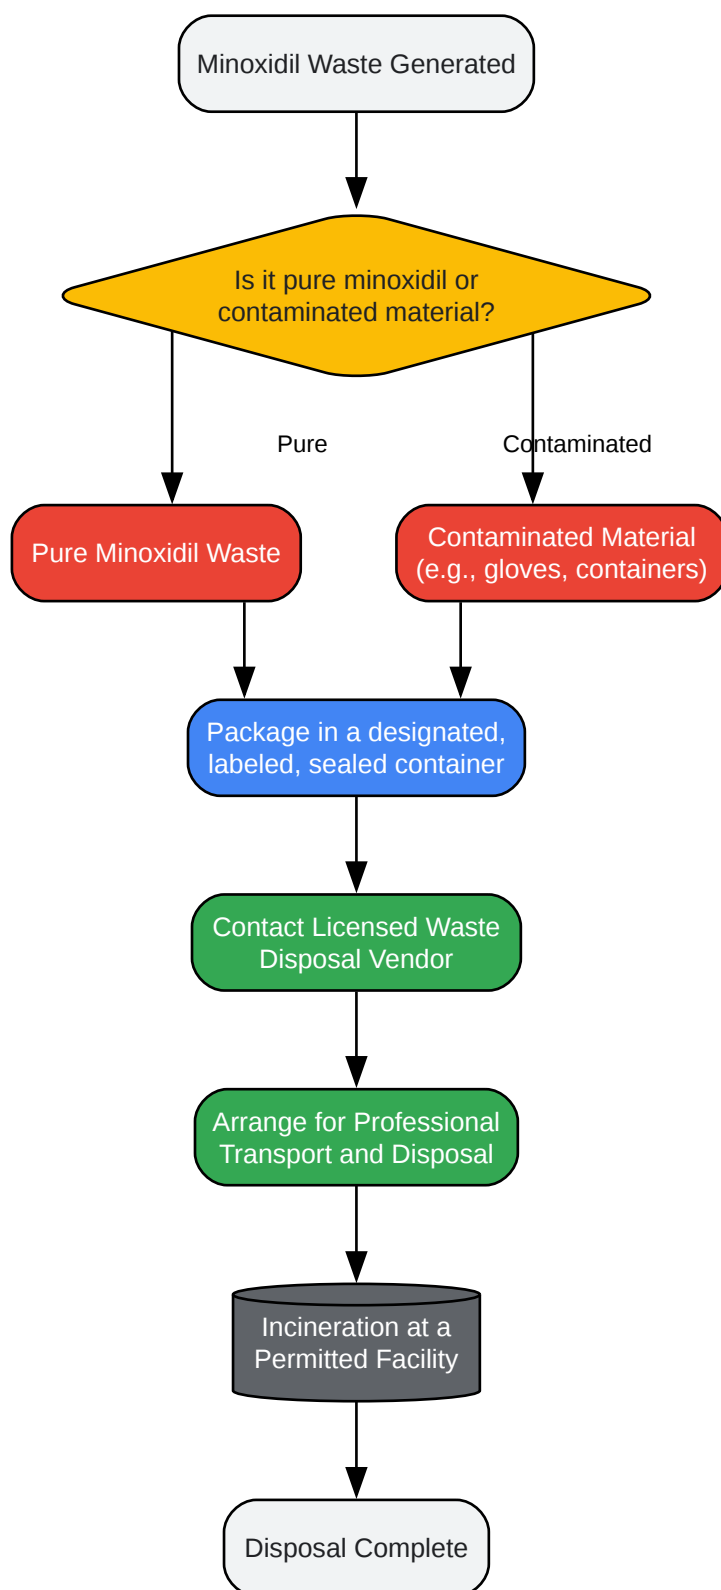 Minoxidil Waste Generated
Is it pure minoxidil or
contaminated material?
Pure
Contaminated
Pure Minoxidil Waste
Contaminated Material
(e.g., gloves, containers)
Package in a designated,
labeled, sealed container
Contact Licensed Waste
Disposal Vendor
Arrange for Professional
Transport and Disposal
Incineration at a
Permitted Facility
Disposal Complete